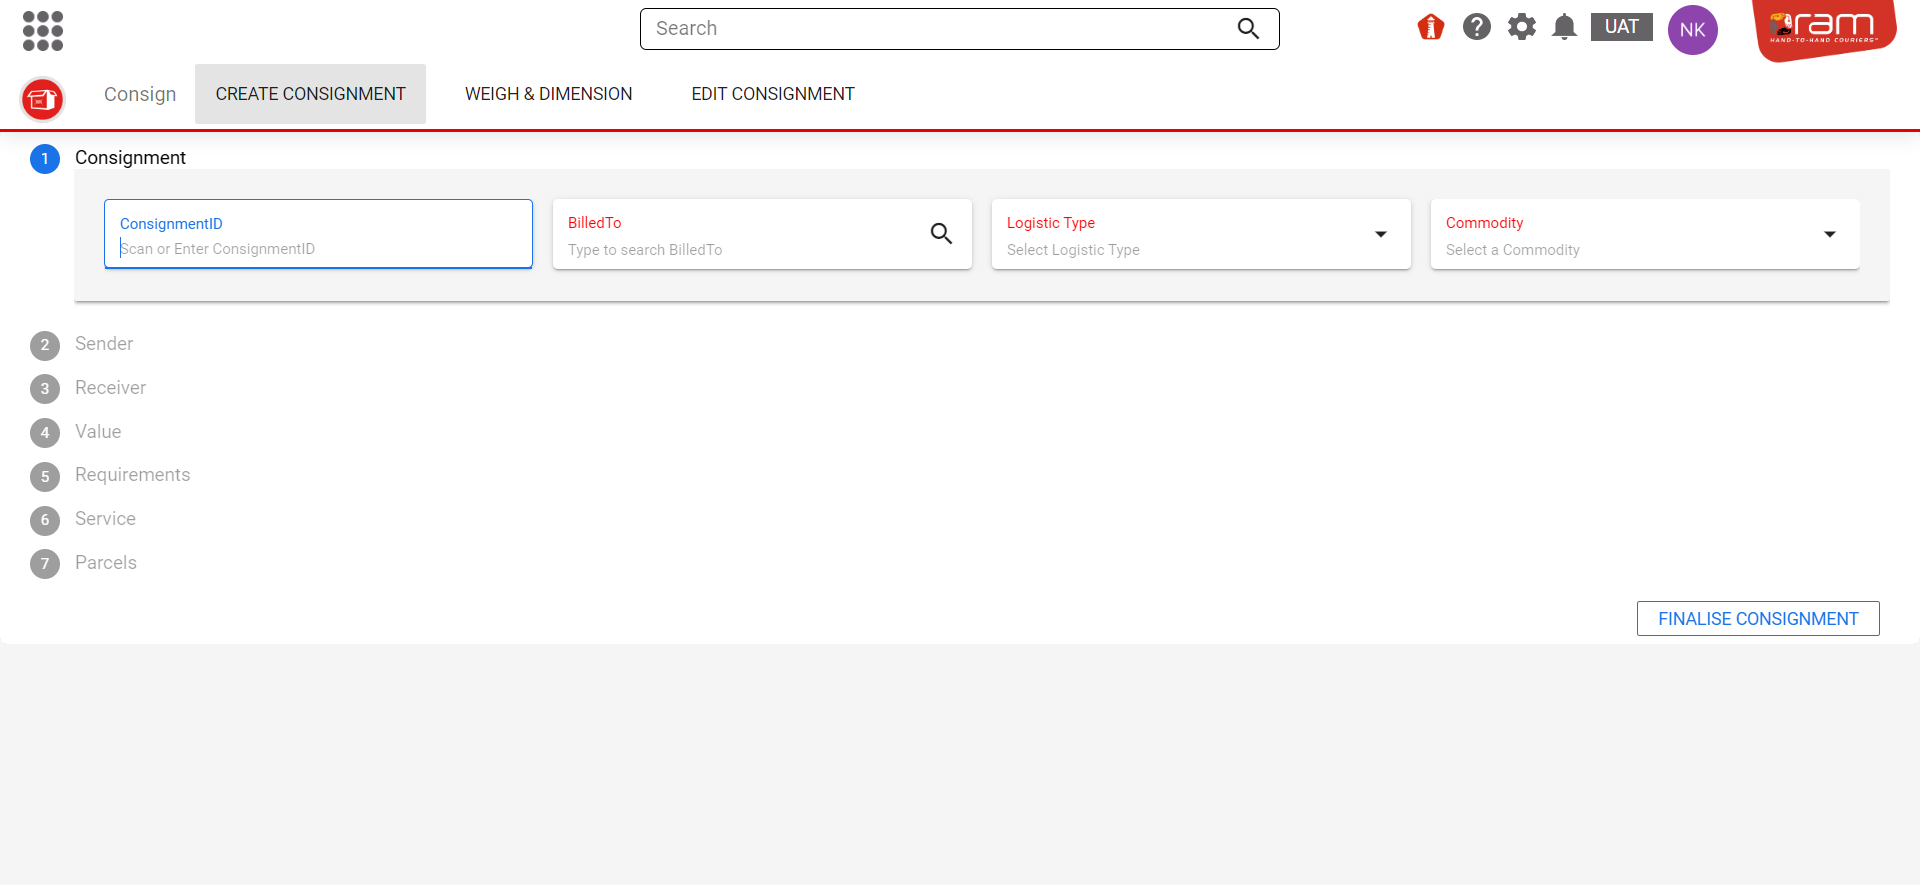 Search
UAT
NK
ram
HAND-TO-HAND COURIERS
Consign
CREATE CONSIGNMENT
WEIGH & DIMENSION
EDIT CONSIGNMENT
1
Consignment
ConsignmentID
Scan or Enter ConsignmentID
BilledTo
Type to search BilledTo
Logistic Type
Select Logistic Type
Commodity
Select a Commodity
2
Sender
3
Receiver
4
Value
5
Requirements
6
Service
7
Parcels
FINALISE CONSIGNMENT